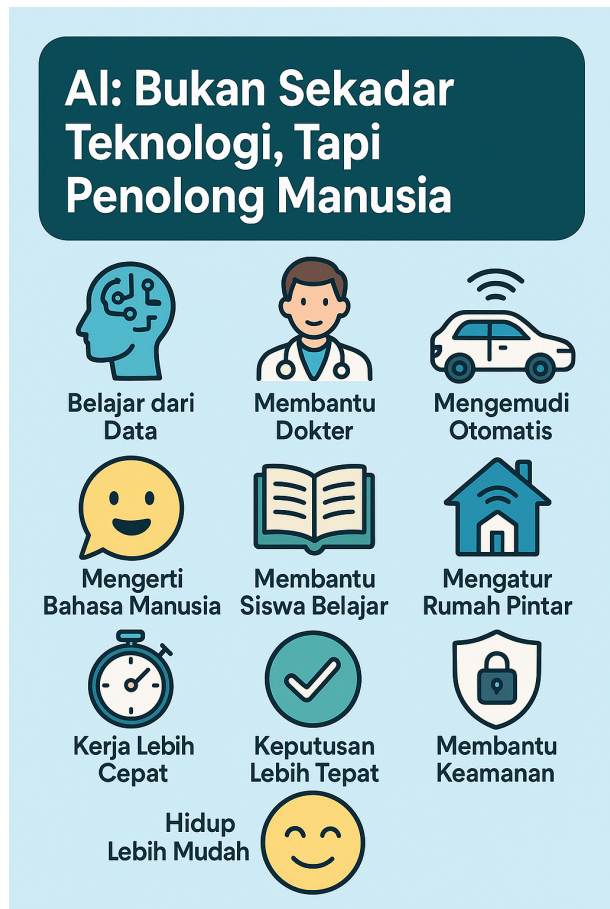 AI: Bukan Sekadar
Teknologi, Tapi
Penolong Manusia
Belajar dari
Data
Membantu
Dokter
Mengemudi
Otomatis
Mengerti
Bahasa Manusia
Membantu
Siswa Belajar
Mengatur
Rumah Pintar
Kerja Lebih
Cepat
Keputusan
Lebih Tepat
Membantu
Keamanan
Hidup
Lebih Mudah